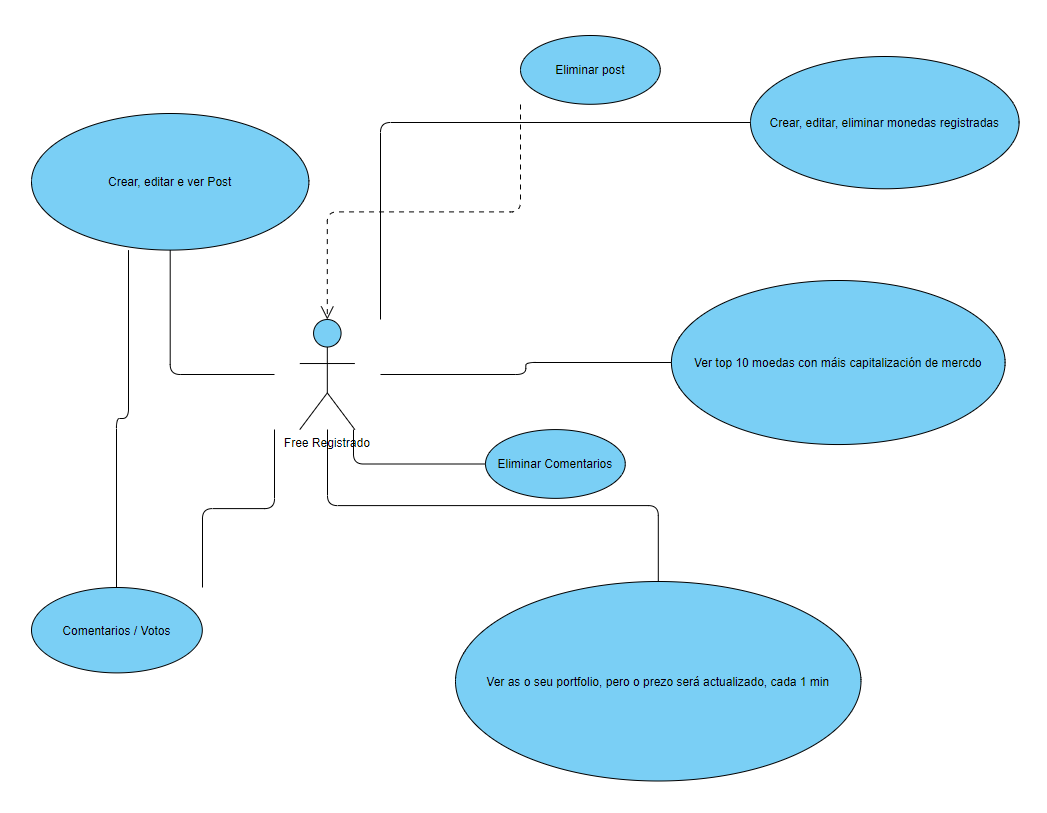 Eliminar post
Crear, editar, eliminar monedas registradas
Crear, editar e ver Post
Ver top 10 moedas con máis capitalización de mercdo
Free Registrado
Eliminar Comentarios
Comentarios / Votos
Ver as o seu portfolio, pero o prezo será actualizado, cada 1 min